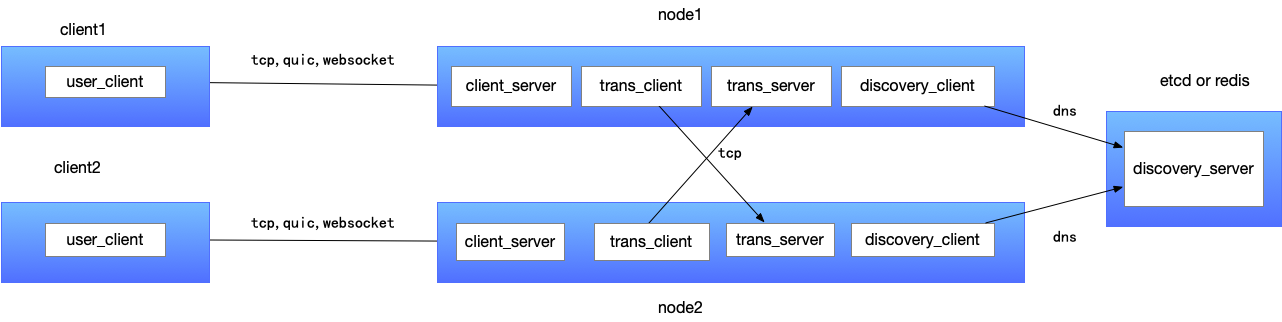 node1
client1
tcp,quic,websocket
user_client
client_server
trans_client
trans_server
discovery_client
etcd or redis
dns
tcp
discovery_server
client2
tcp,quic,websocket
user_client
client_server
trans_client
trans_server
discovery_client
dns
node2